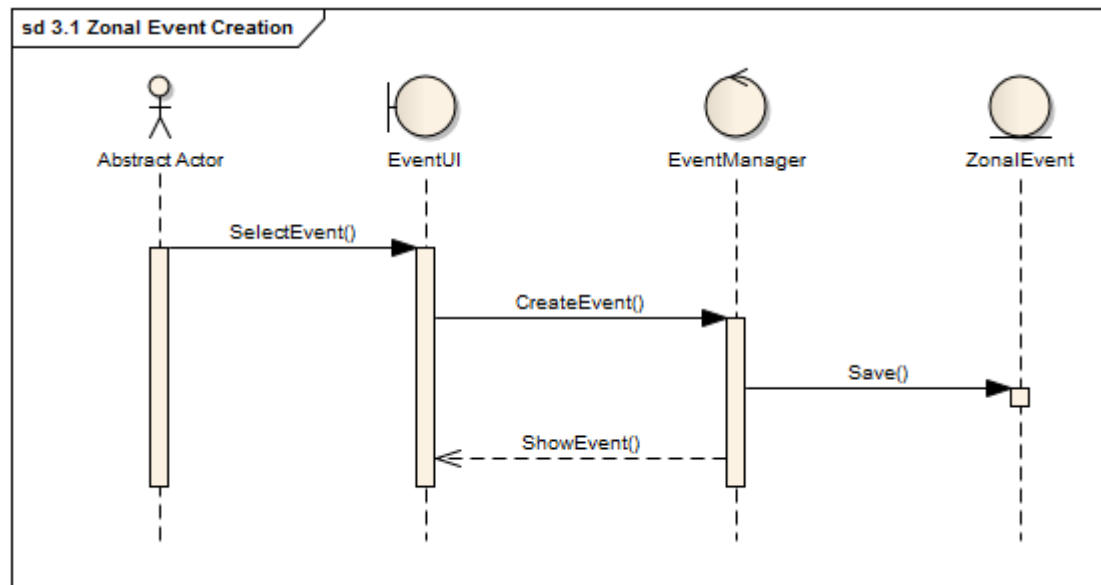 sd 3.1 Zonal Event Creation
Abstract Actor
EventUI
EventManager
ZonalEvent
SelectEvent()
CreateEvent()
Save()
ShowEvent()